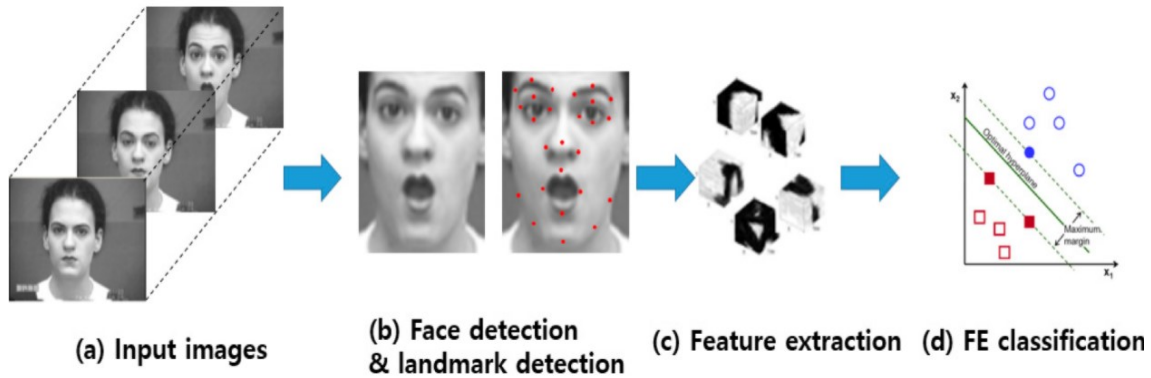 x₂
Optimal hyperplane
Maximum
margin
x₁
(a) Input images
(b) Face detection
& landmark detection
(c) Feature extraction
(d) FE classification